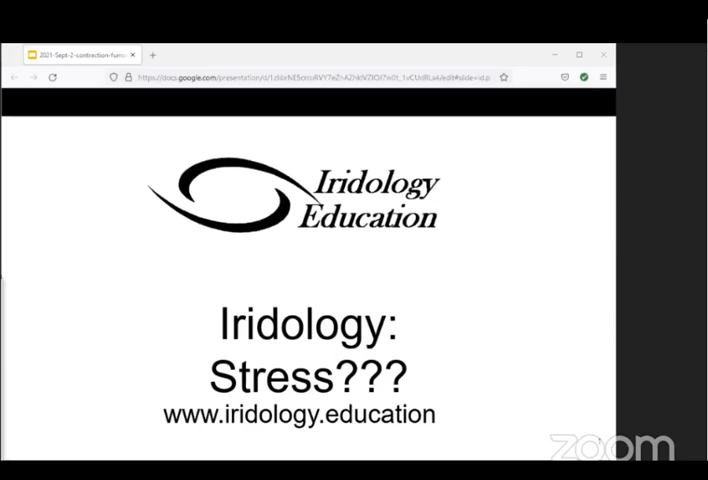 2021-Sept-2-contraction-furro
Iridology
Education
Iridology:
Stress???
www.iridology.education
zoom